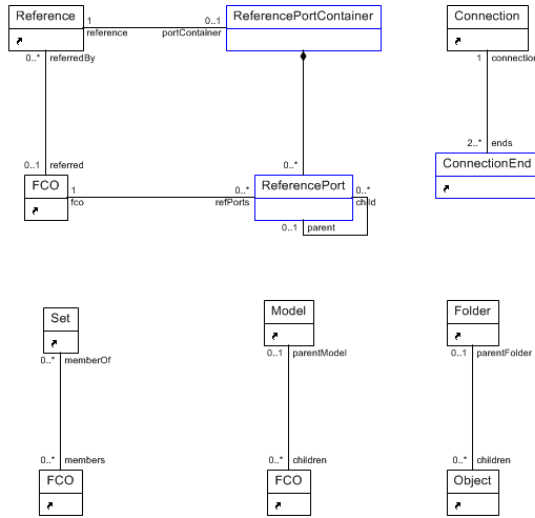 Reference
1
0..1
ReferencePortContainer
Connection
reference
portContainer
0..*
referredBy
1
connection
0..1
referred
0..*
2..*
ends
FCO
1
0..*
ReferencePort
0..*
ConnectionEnd
fco
refPorts
child
0..1
parent
Set
Model
Folder
0..*
memberOf
0..1
parentModel
0..1
parentFolder
0..*
members
0..*
children
0..*
children
FCO
FCO
Object